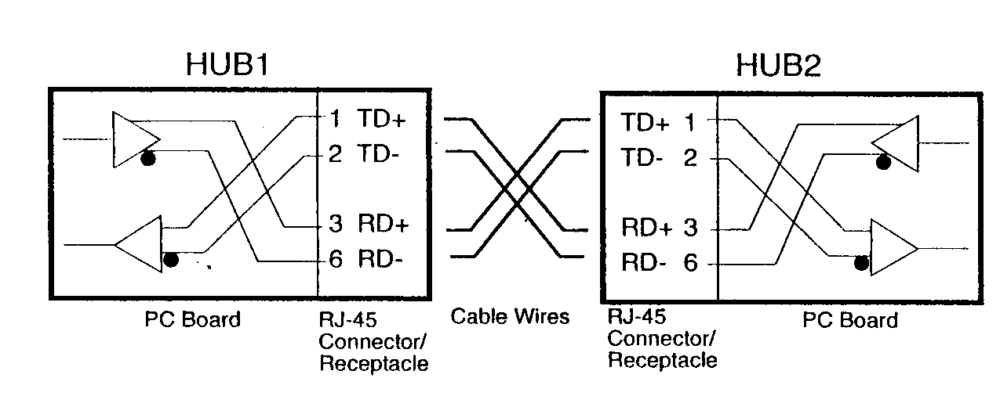 HUB1
HUB2
1 TD+
2 TD-
3 RD+
6 RD-
TD+ 1
TD- 2
RD+ 3
RD- 6
PC Board
RJ-45
Connector/
Receptacle
Cable Wires
RJ-45
Connector/
Receptacle
PC Board